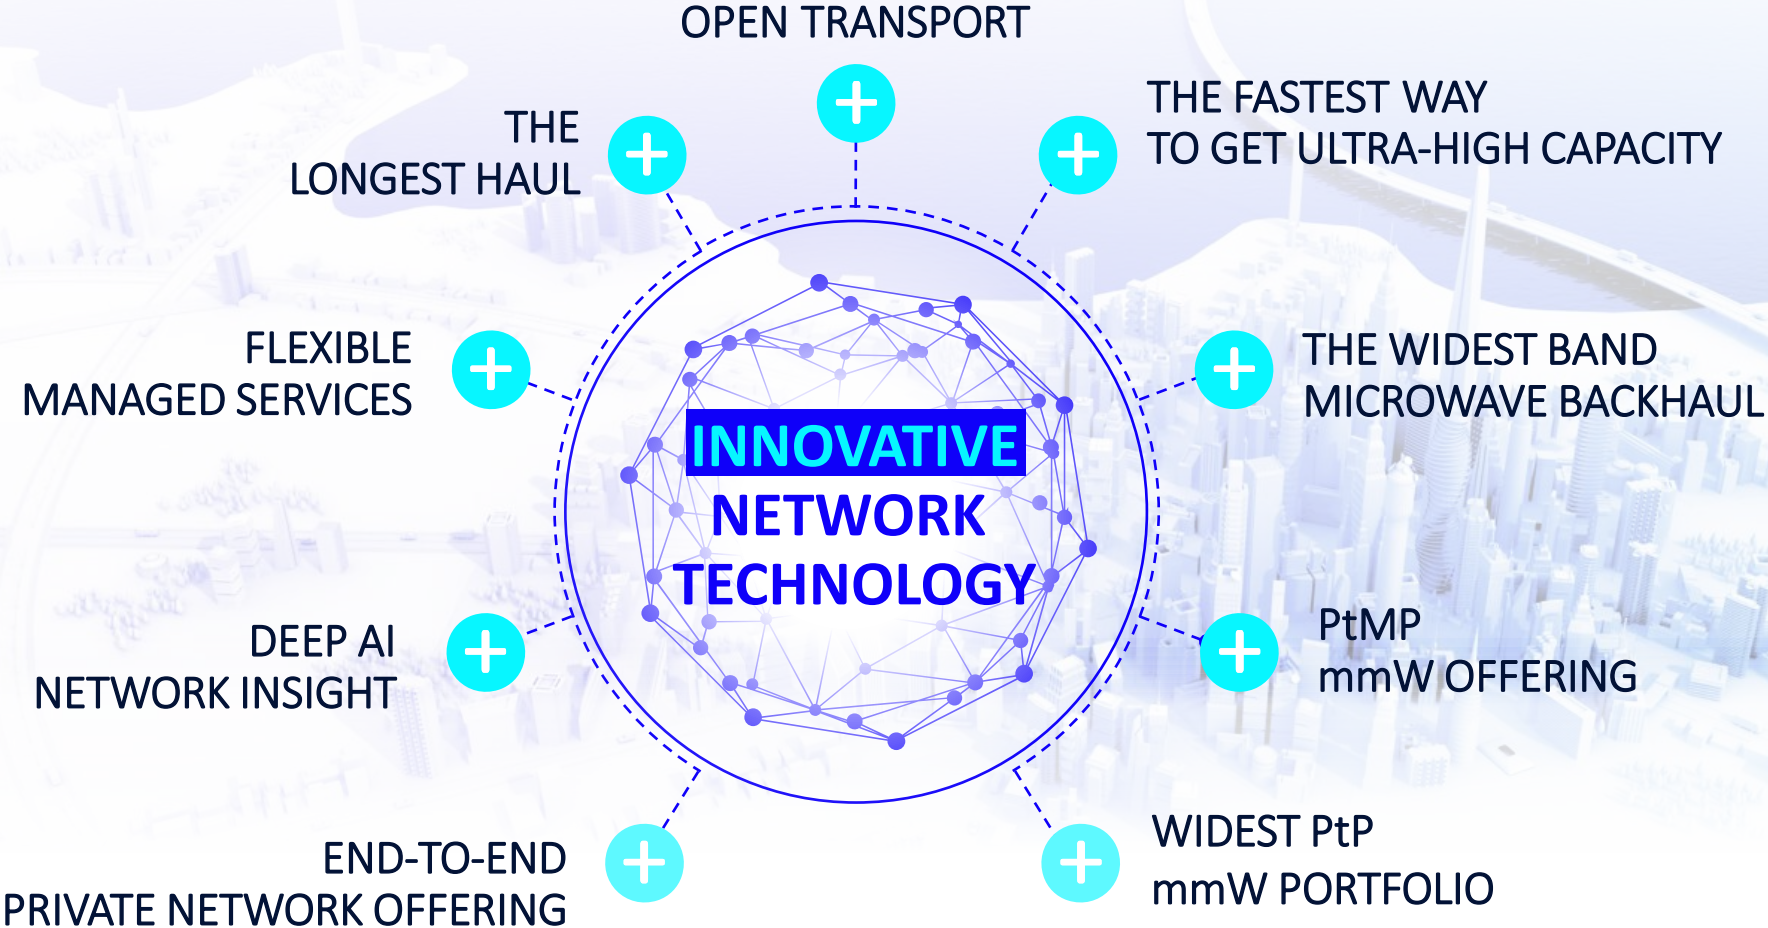 OPEN TRANSPORT
THE FASTEST WAY
TO GET ULTRA-HIGH CAPACITY
THE
LONGEST HAUL
FLEXIBLE
MANAGED SERVICES
THE WIDEST BAND
MICROWAVE BACKHAUL
INNOVATIVE
NETWORK
TECHNOLOGY
DEEP AI
NETWORK INSIGHT
PtMP
mmW OFFERING
END-TO-END
PRIVATE NETWORK OFFERING
WIDEST PtP
mmW PORTFOLIO